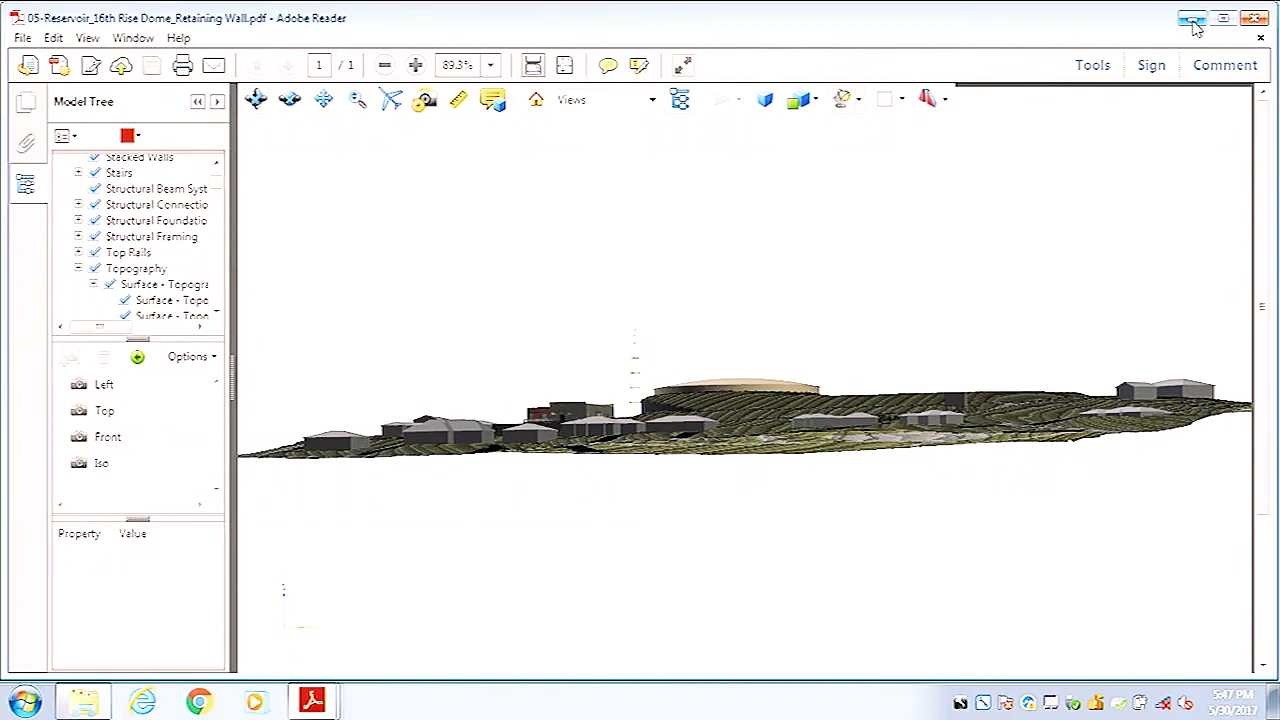 05-Reservoir_16th Rise Dome_Retaining Wall.pdf - Adobe Reader
File Edit View Window Help
1 / 1 89.3% Tools Sign Comment
Model Tree
Views
Stacked Walls
Stairs
Structural Beam Syst
Structural Connectio
Structural Foundatio
Structural Framing
Top Rails
Topography
Surface - Topogra
Surface - Topo
Surface - Topo
Options
Left
Top
Front
Iso
Property Value
5:47 PM
5/30/2017